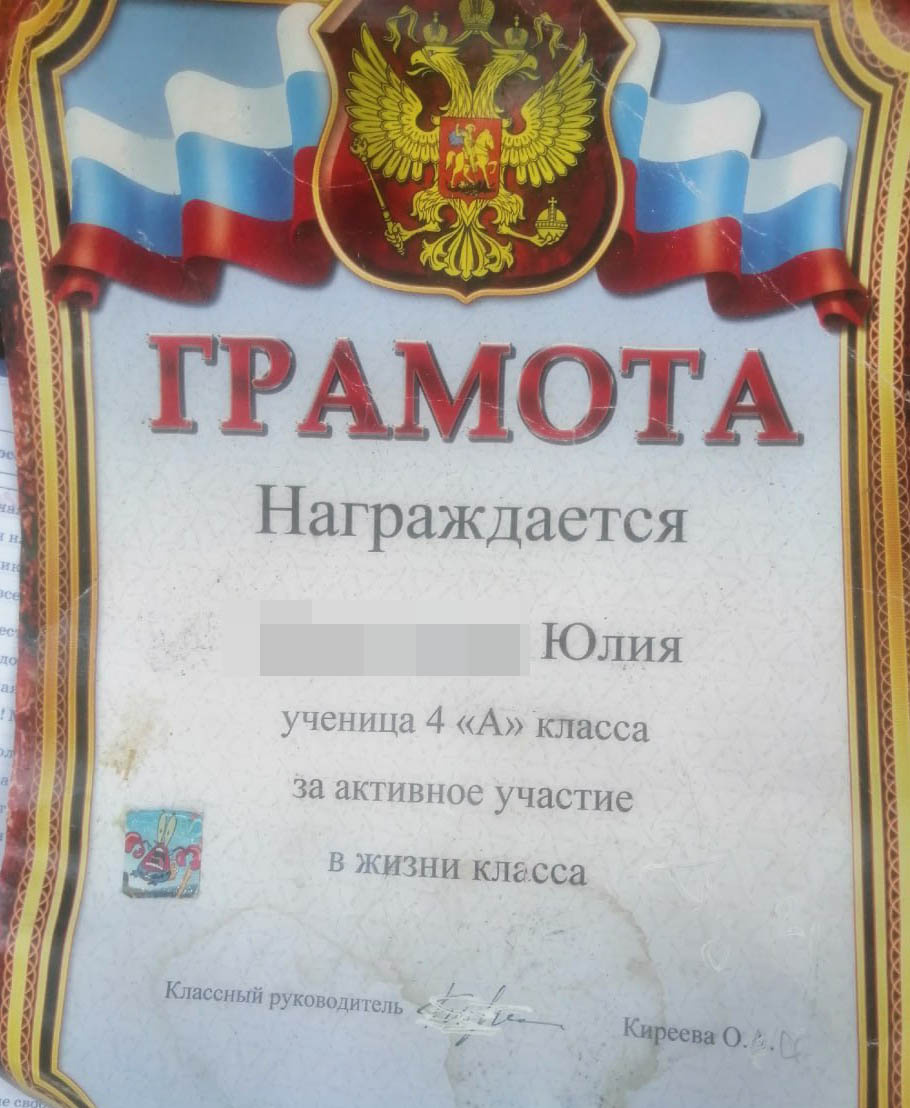 ГРАМОТА
Награждается
Юлия
ученица 4 «А» класса
за активное участие
в жизни класса
Классный руководитель
Киреева О.